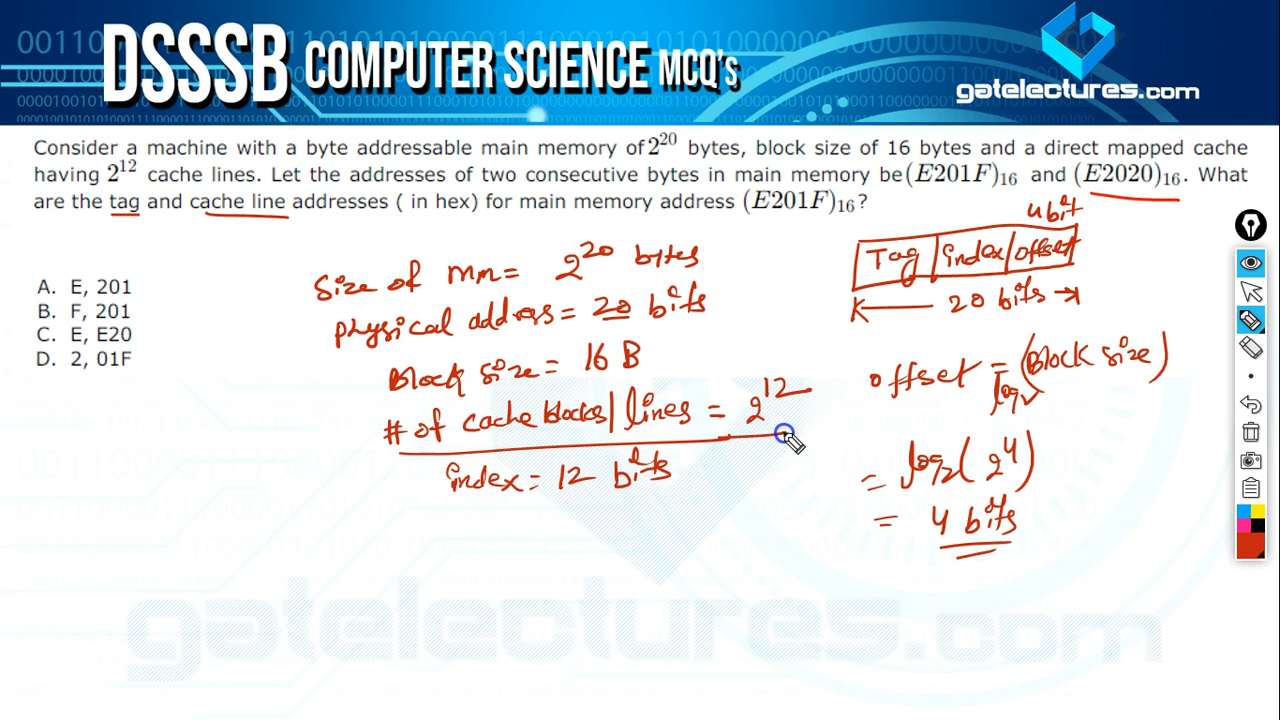 DSSSB COMPUTER SCIENCE MCQ's
gatelectures.com
Consider a machine with a byte addressable main memory of 2^20 bytes, block size of 16 bytes and a direct mapped cache
having 2^12 cache lines. Let the addresses of two consecutive bytes in main memory be (E201F)16 and (E2020)16. What
are the tag and cache line addresses ( in hex) for main memory address (E201F)16?
A. E, 201
B. F, 201
C. E, E20
D. 2, 01F
Size of mm = 2^20 bytes
physical address = 20 bits
Block size = 16 B
# of cache blocks/lines = 2^12
index = 12 bits
4 bit
Tag index offset
20 bits
offset = log2 (Block size)
= log2(2^4)
= 4 bits
gatelectures.com